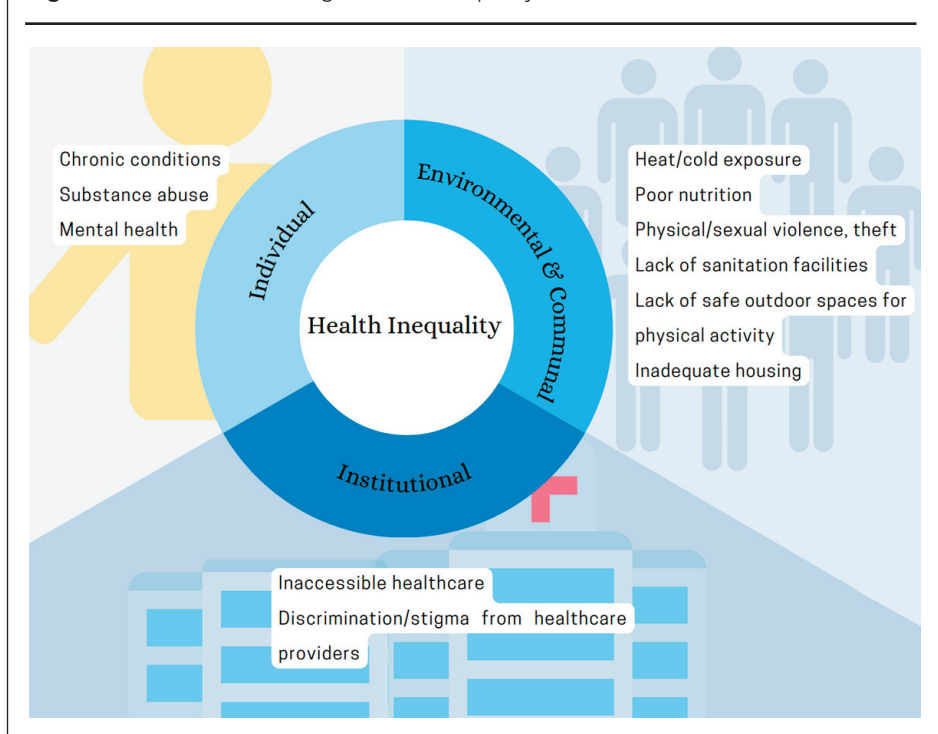 Chronic conditions
Substance abuse
Mental health
Individual
Environmental & Communal
Health Inequality
Institutional
Heat/cold exposure
Poor nutrition
Physical/sexual violence, theft
Lack of sanitation facilities
Lack of safe outdoor spaces for
physical activity
Inadequate housing
Inaccessible healthcare
Discrimination/stigma from healthcare
providers